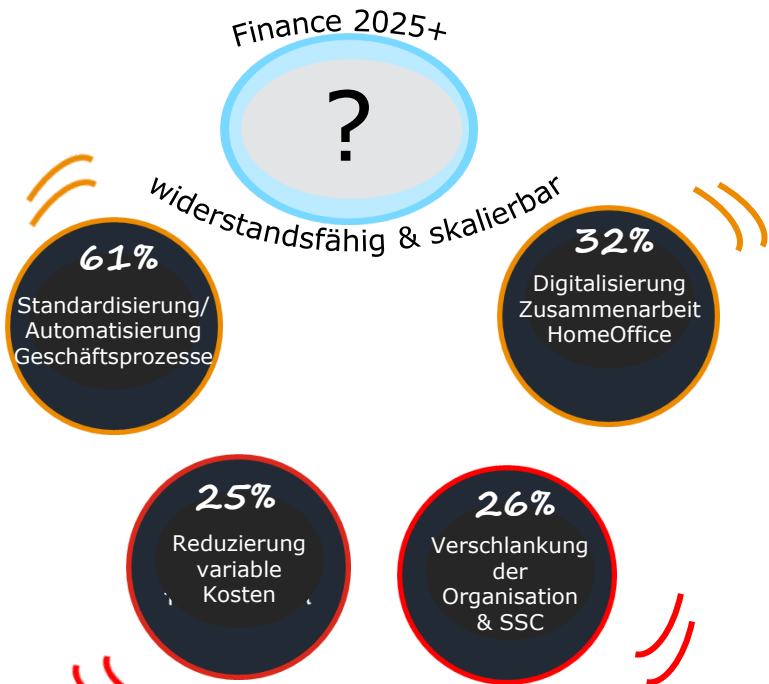 Finance 2025+
?
widerstandsfähig & skalierbar
61%
Standardisierung/
Automatisierung
Geschäftsprozesse
32%
Digitalisierung
Zusammenarbeit
HomeOffice
25%
Reduzierung
variable
Kosten
26%
Verschlankung
der
Organisation
& SSC